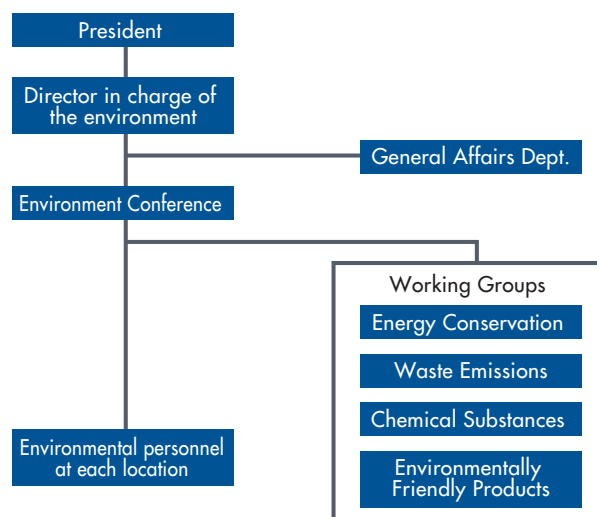 President
Director in charge of
the environment
General Affairs Dept.
Environment Conference
Working Groups
Energy Conservation
Waste Emissions
Chemical Substances
Environmentally
Friendly Products
Environmental personnel
at each location